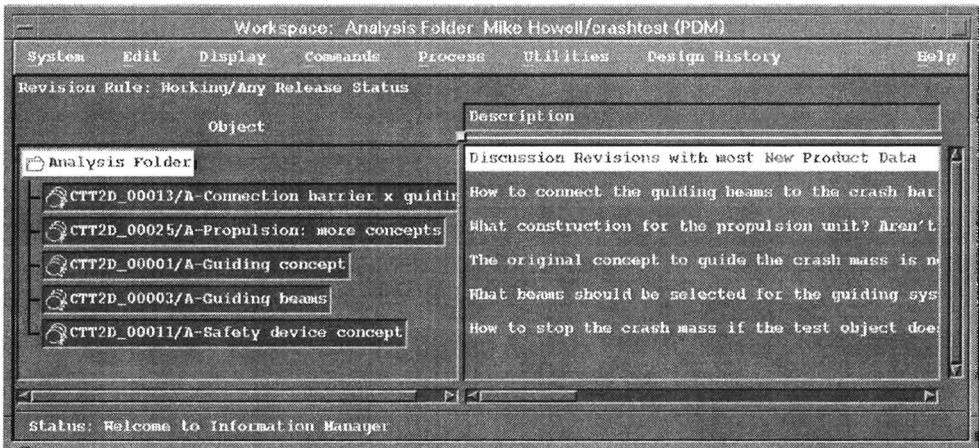 Workspace: Analysis Folder Mike Howell/crashtest (PDM)
System Edit Display Commands Process Utilities Design History Help
Revision Rule: Working/Any Release Status
Object
Description
Analysis Folder
Discussion Revisions with most New Product Data
CTT2D_00013/A-Connection barrier x guidin
How to connect the guiding beams to the crash bar
CTT2D_00025/A-Propulsion: more concepts
What construction for the propulsion unit? Aren't
CTT2D_00001/A-Guiding concept
The original concept to guide the crash mass is n
CTT2D_00003/A-Guiding beams
What beams should be selected for the guiding sys
CTT2D_00011/A-Safety device concept
How to stop the crash mass if the test object doe
Status: Welcome to Information Manager